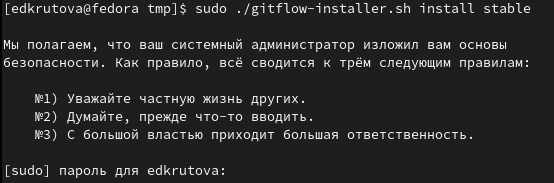 [edkrutova@fedora tmp]$ sudo ./gitflow-installer.sh install stable
Мы полагаем, что ваш системный администратор изложил вам основы
безопасности. Как правило, всё сводится к трём следующим правилам:
№1) Уважайте частную жизнь других.
№2) Думайте, прежде что-то вводить.
№3) С большой властью приходит большая ответственность.
[sudo] пароль для edkrutova: